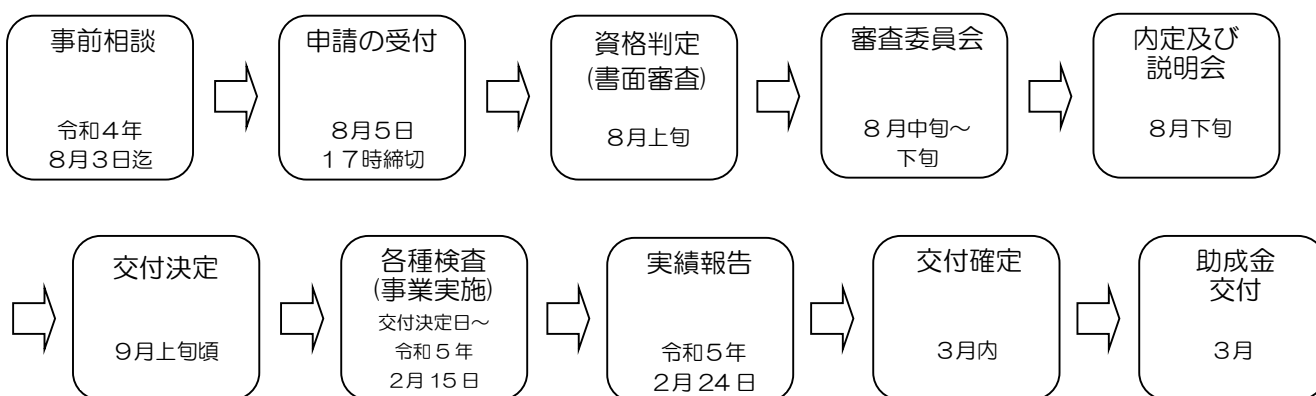 事前相談
令和4年
8月3日迄
申請の受付
8月5日
17時締切
資格判定
(書面審査)
8月上旬
審査委員会
8月中旬～
下旬
内定及び
説明会
8月下旬
交付決定
9月上旬頃
各種検査
(事業実施)
交付決定日～
令和5年
2月15日
実績報告
令和5年
2月24日
交付確定
3月内
助成金
交付
3月